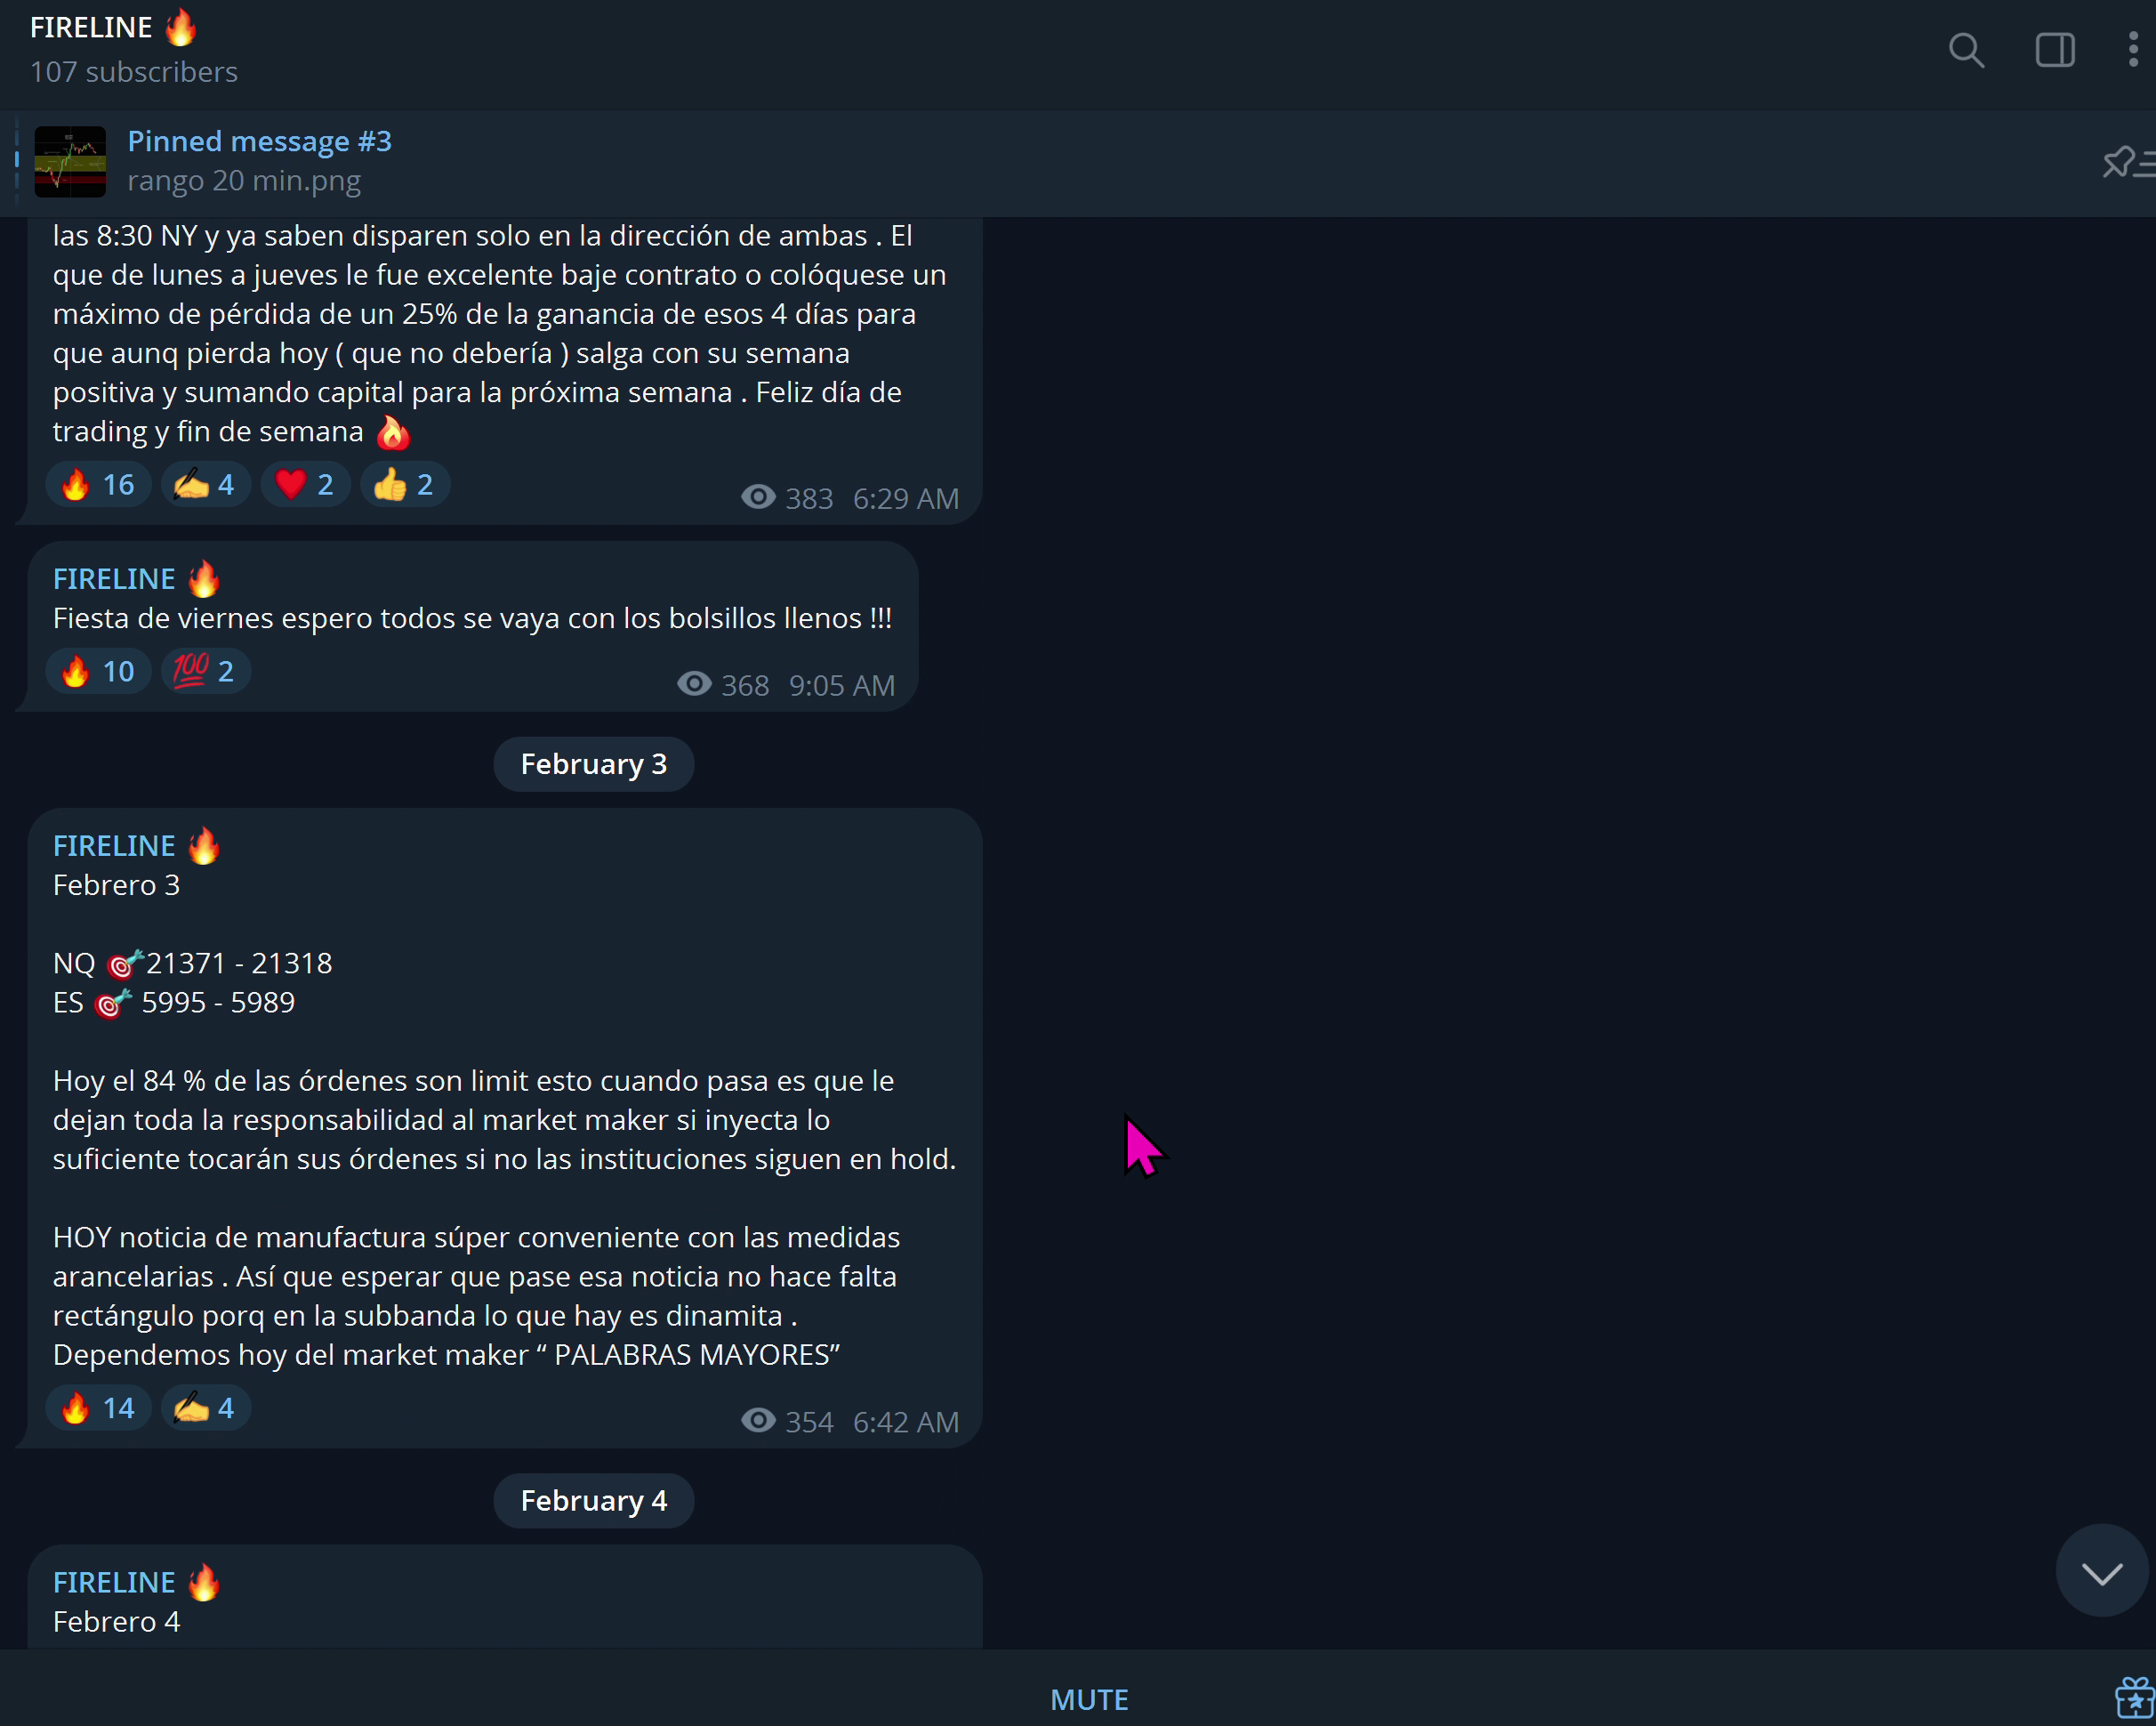 FIRELINE 🔥
107 subscribers
Pinned message #3
rango 20 min.png
las 8:30 NY y ya saben disparen solo en la dirección de ambas . El
que de lunes a jueves le fue excelente baje contrato o colóquese un
máximo de pérdida de un 25% de la ganancia de esos 4 días para
que aunq pierda hoy ( que no debería ) salga con su semana
positiva y sumando capital para la próxima semana . Feliz día de
trading y fin de semana 🔥
🔥 16 ✍️ 4 ❤️ 2 👍 2 383 6:29 AM
FIRELINE 🔥
Fiesta de viernes espero todos se vaya con los bolsillos llenos !!!
🔥 10 💯 2 368 9:05 AM
February 3
FIRELINE 🔥
Febrero 3
NQ 🎯21371 - 21318
ES 🎯 5995 - 5989
Hoy el 84 % de las órdenes son limit esto cuando pasa es que le
dejan toda la responsabilidad al market maker si inyecta lo
suficiente tocarán sus órdenes si no las instituciones siguen en hold.
HOY noticia de manufactura súper conveniente con las medidas
arancelarias . Así que esperar que pase esa noticia no hace falta
rectángulo porq en la subbanda lo que hay es dinamita .
Dependemos hoy del market maker “ PALABRAS MAYORES”
🔥 14 ✍️ 4 354 6:42 AM
February 4
FIRELINE 🔥
Febrero 4
MUTE